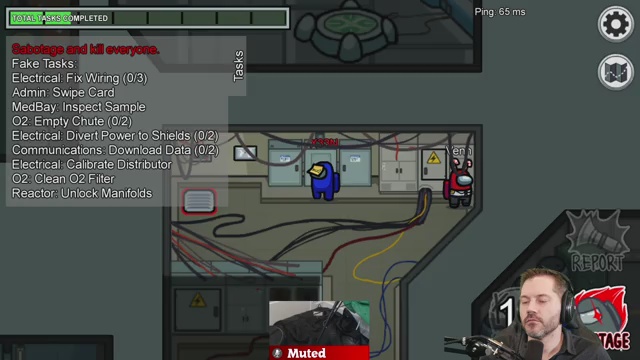 TOTAL TASKS COMPLETED
Ping: 65 ms
Sabotage and kill everyone.
Fake Tasks:
Electrical: Fix Wiring (0/3)
Admin: Swipe Card
MedBay: Inspect Sample
O2: Empty Chute (0/2)
Electrical: Divert Power to Shields (0/2)
Communications: Download Data (0/2)
Electrical: Calibrate Distributor
O2: Clean O2 Filter
Reactor: Unlock Manifolds
Tasks
REPORT
Muted